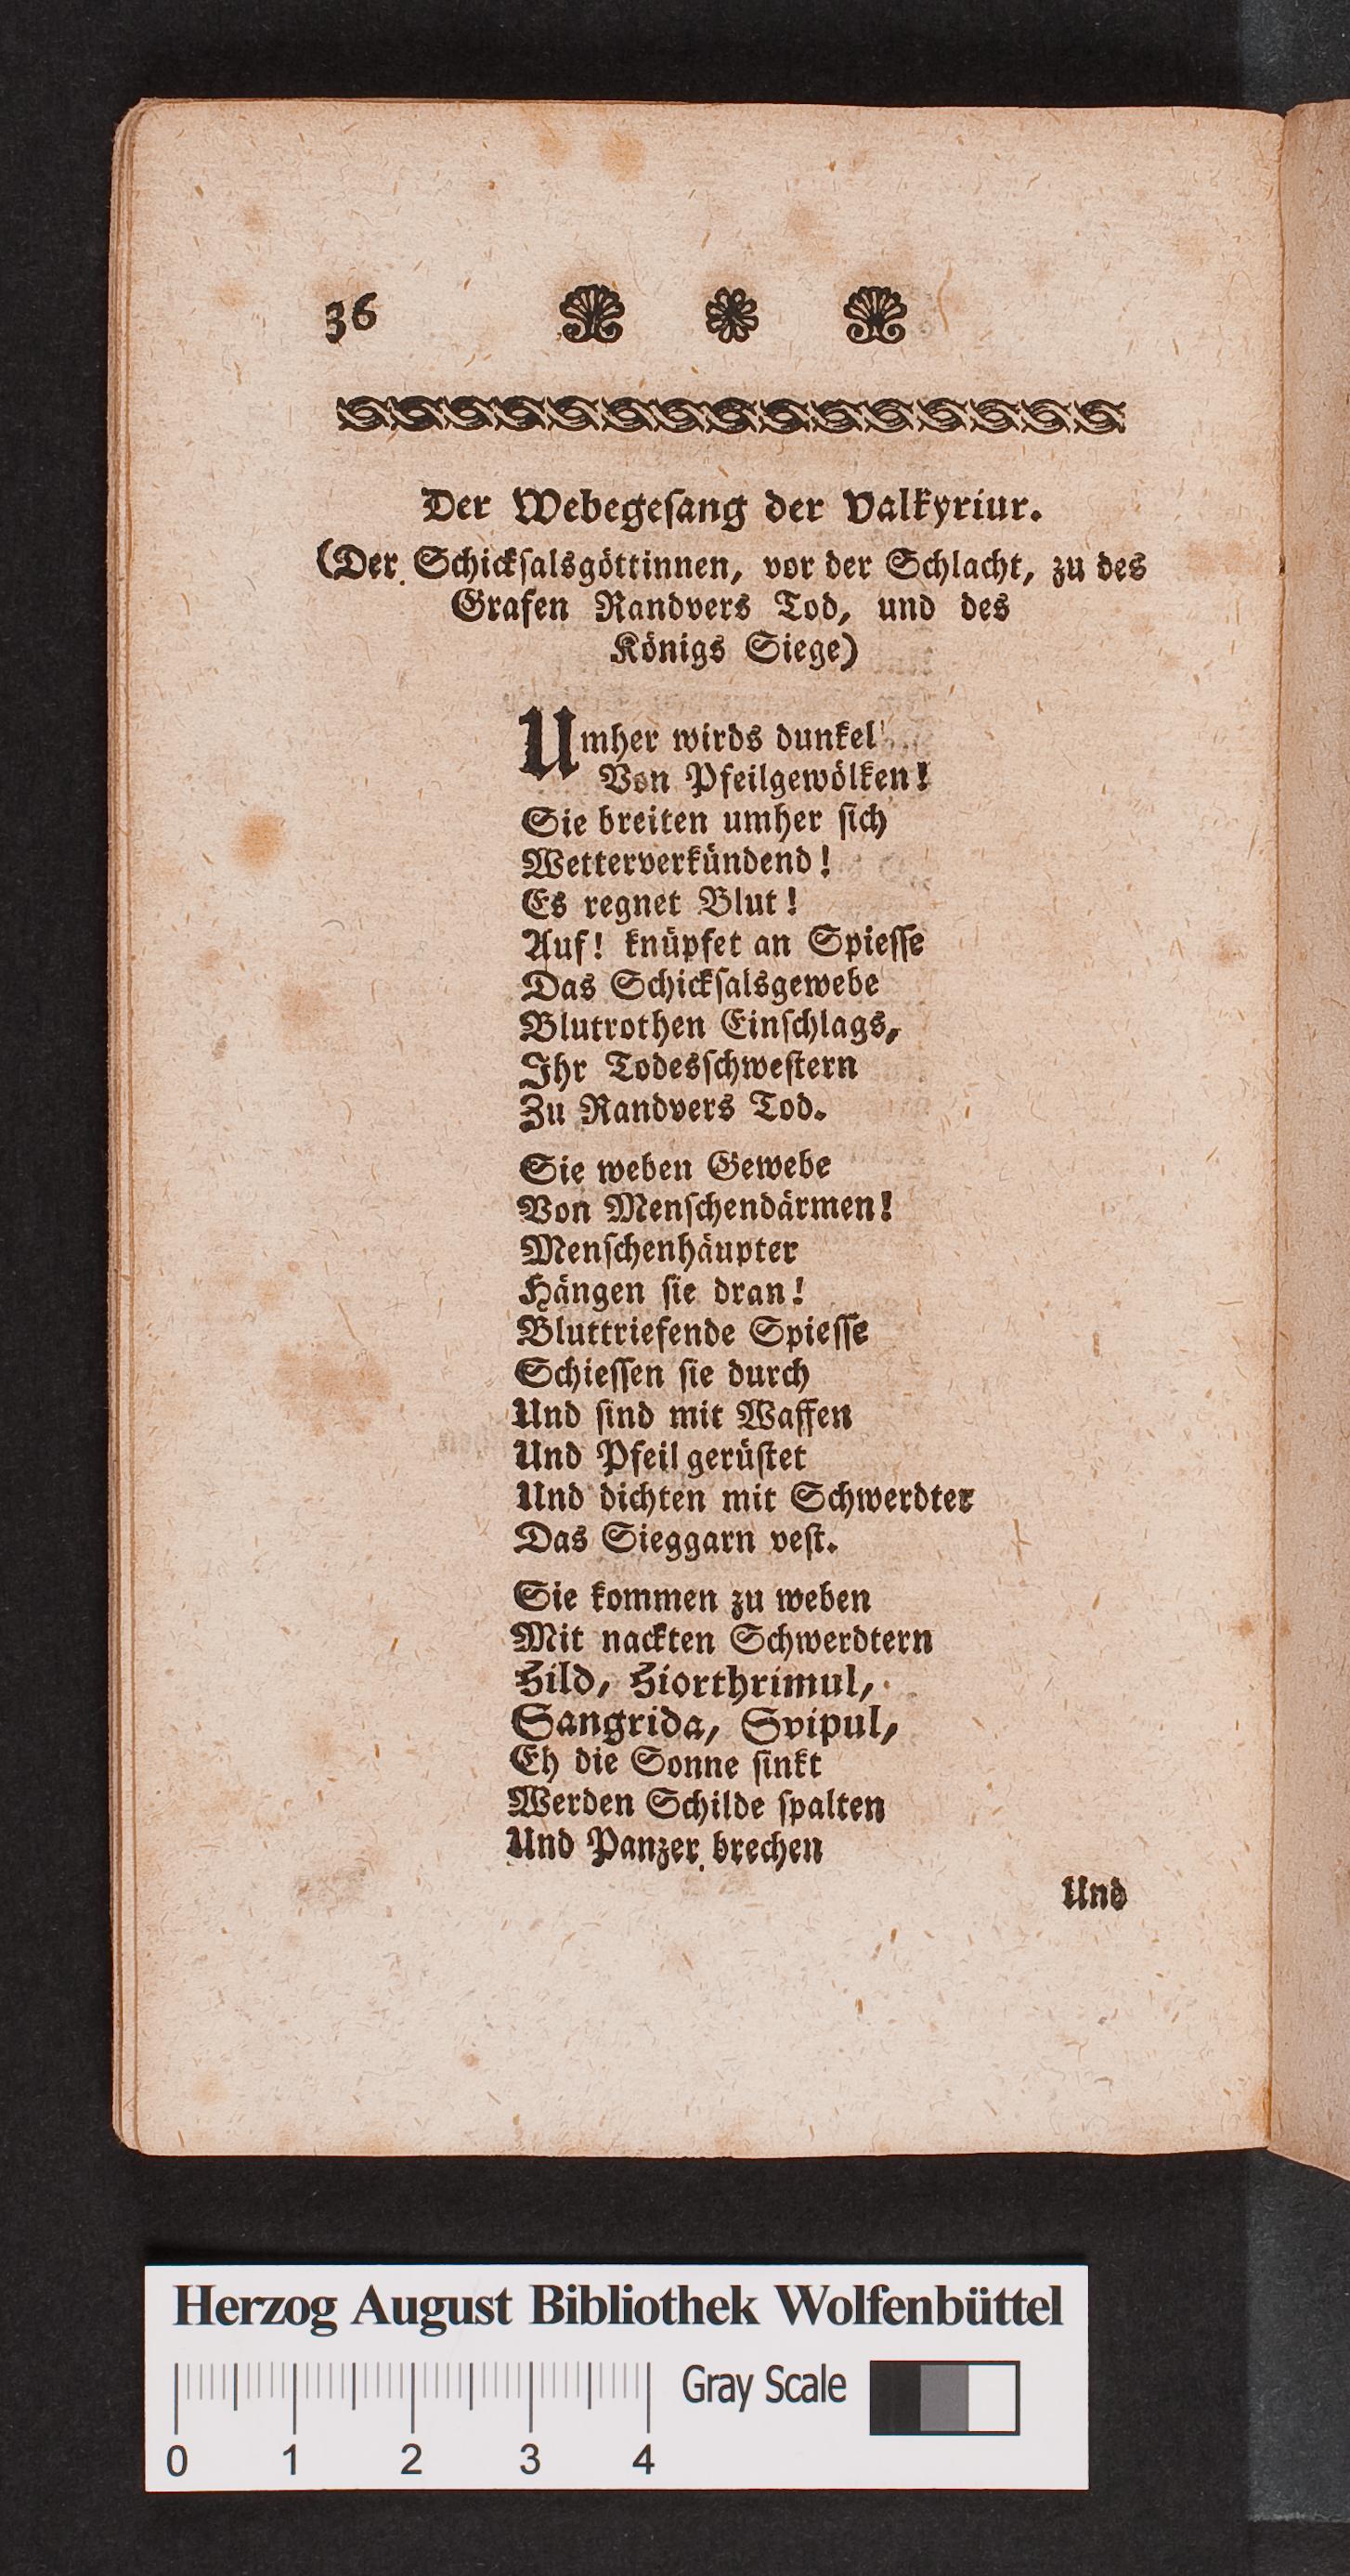 36
Der Webegeſang der Valkyriur.
(Der Schickſalsgöttinnen, vor der Schlacht, zu des
Grafen Randvers Tod, und des
Königs Siege)
Umher wirds dunkel
Von Pfeilgewölken!
Sie breiten umher ſich
Wetterverkündend!
Es regnet Blut!
Auf! knüpfet an Spieſſe
Das Schickſalsgewebe
Blutrothen Einſchlags,
Ihr Todesſchweſtern
Zu Randvers Tod.
Sie weben Gewebe
Von Menſchendärmen!
Menſchenhäupter
Hängen ſie dran!
Bluttriefende Spieſſe
Schieſſen ſie durch
Und ſind mit Waffen
Und Pfeil gerüſtet
Und dichten mit Schwerdter
Das Sieggarn veſt.
Sie kommen zu weben
Mit nackten Schwerdtern
Hild, Hiorthrimul,
Sangrida, Svipul,
Eh die Sonne ſinkt
Werden Schilde ſpalten
Und Panzer brechen
Und
Herzog August Bibliothek Wolfenbüttel
Gray Scale
0 1 2 3 4